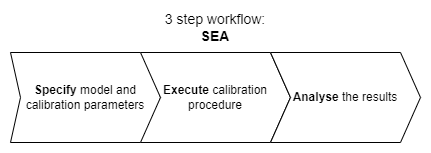 3 step workflow:
SEA
Specify model and
calibration parameters
Execute calibration
procedure
Analyse the results